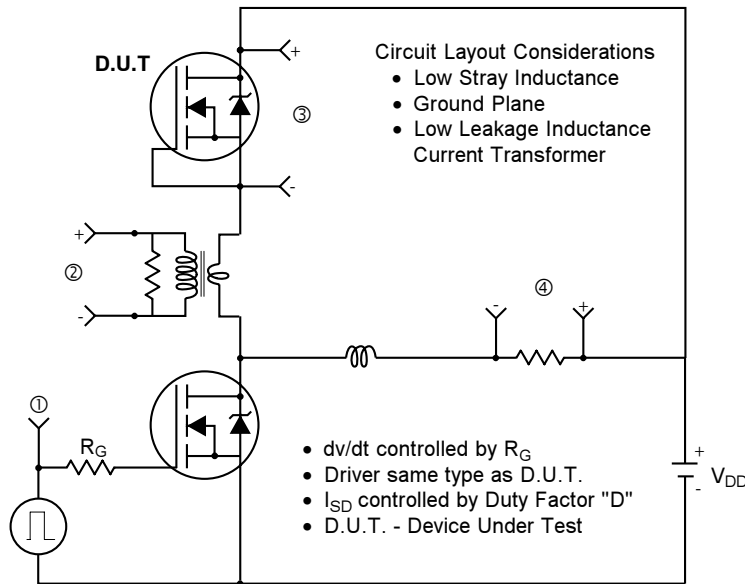 D.U.T
+
Circuit Layout Considerations
• Low Stray Inductance
• Ground Plane
• Low Leakage Inductance
Current Transformer
③
-
+
②
-
④
- +
①
R_G
• dv/dt controlled by R_G
• Driver same type as D.U.T.
• I_SD controlled by Duty Factor "D"
• D.U.T. - Device Under Test
+
V_DD
-